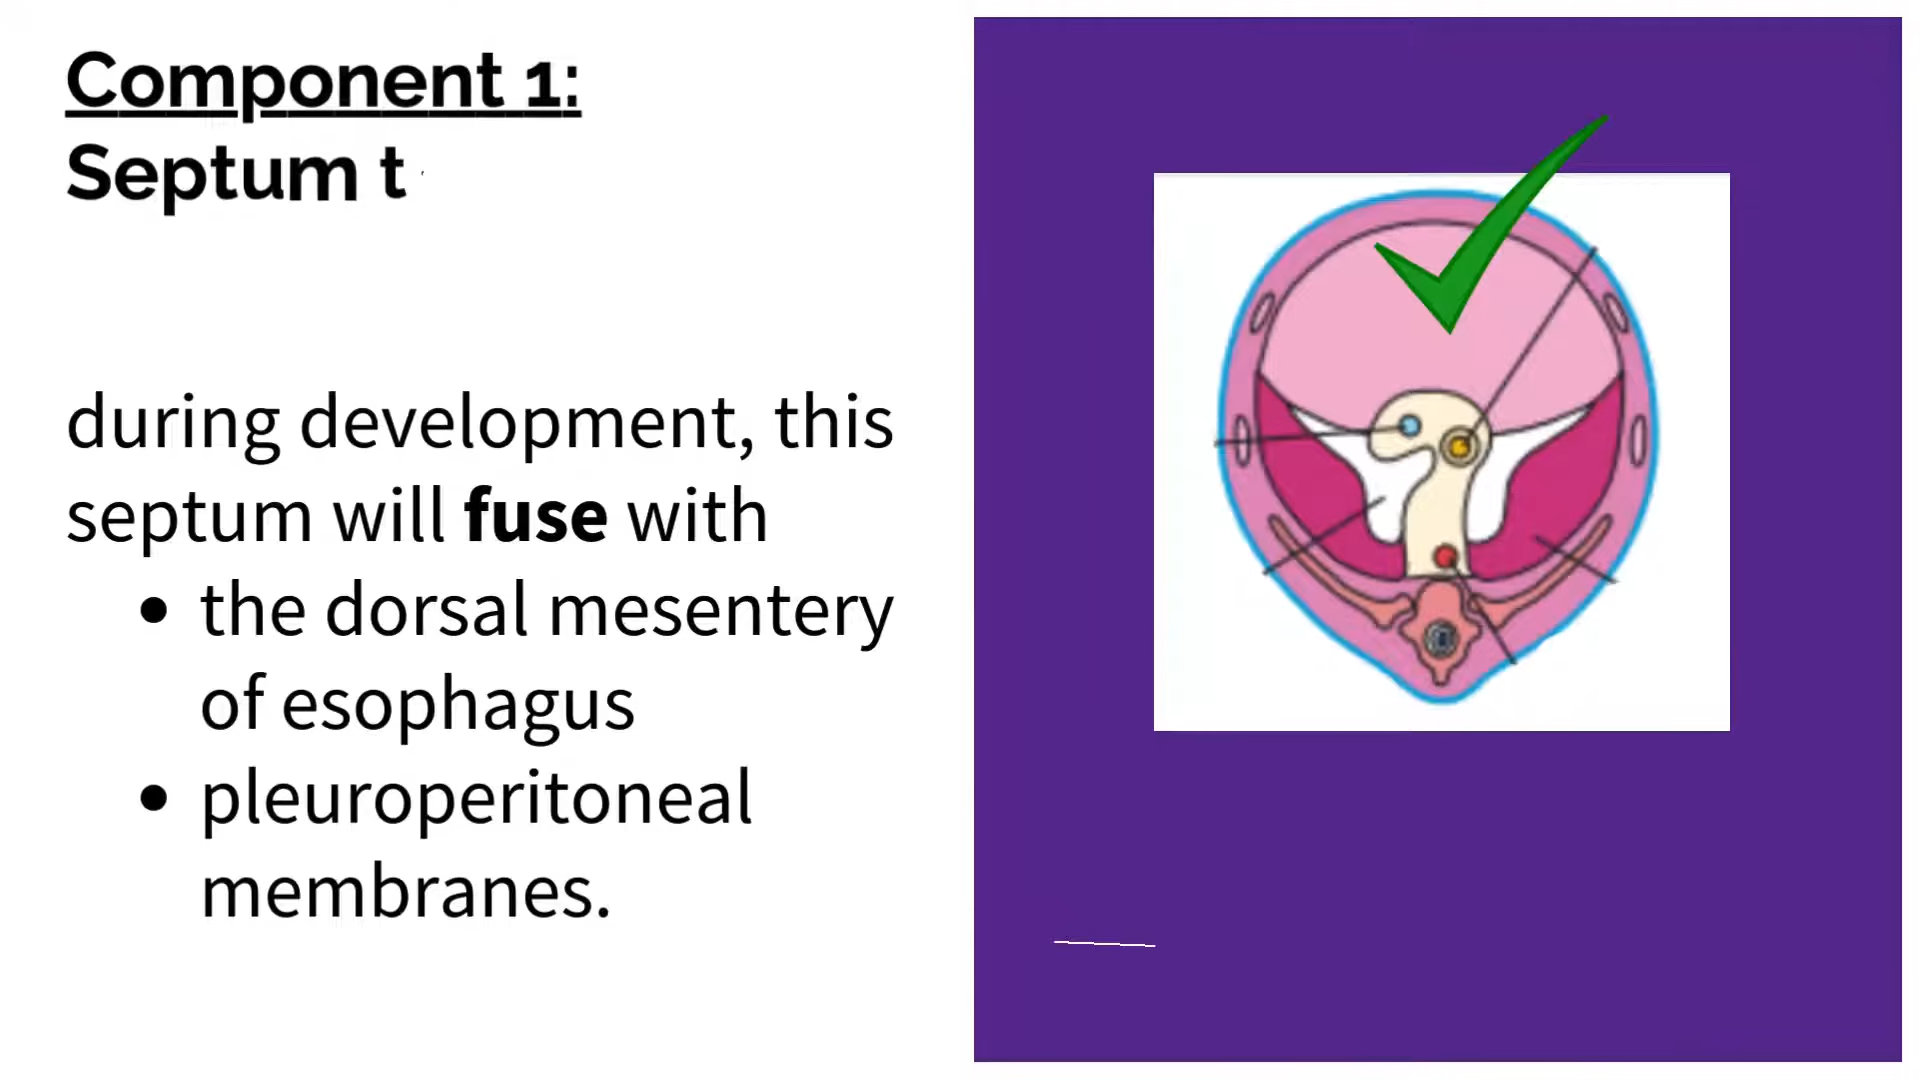 Component 1:
Septum t
during development, this
septum will fuse with
• the dorsal mesentery
of esophagus
• pleuroperitoneal
membranes.